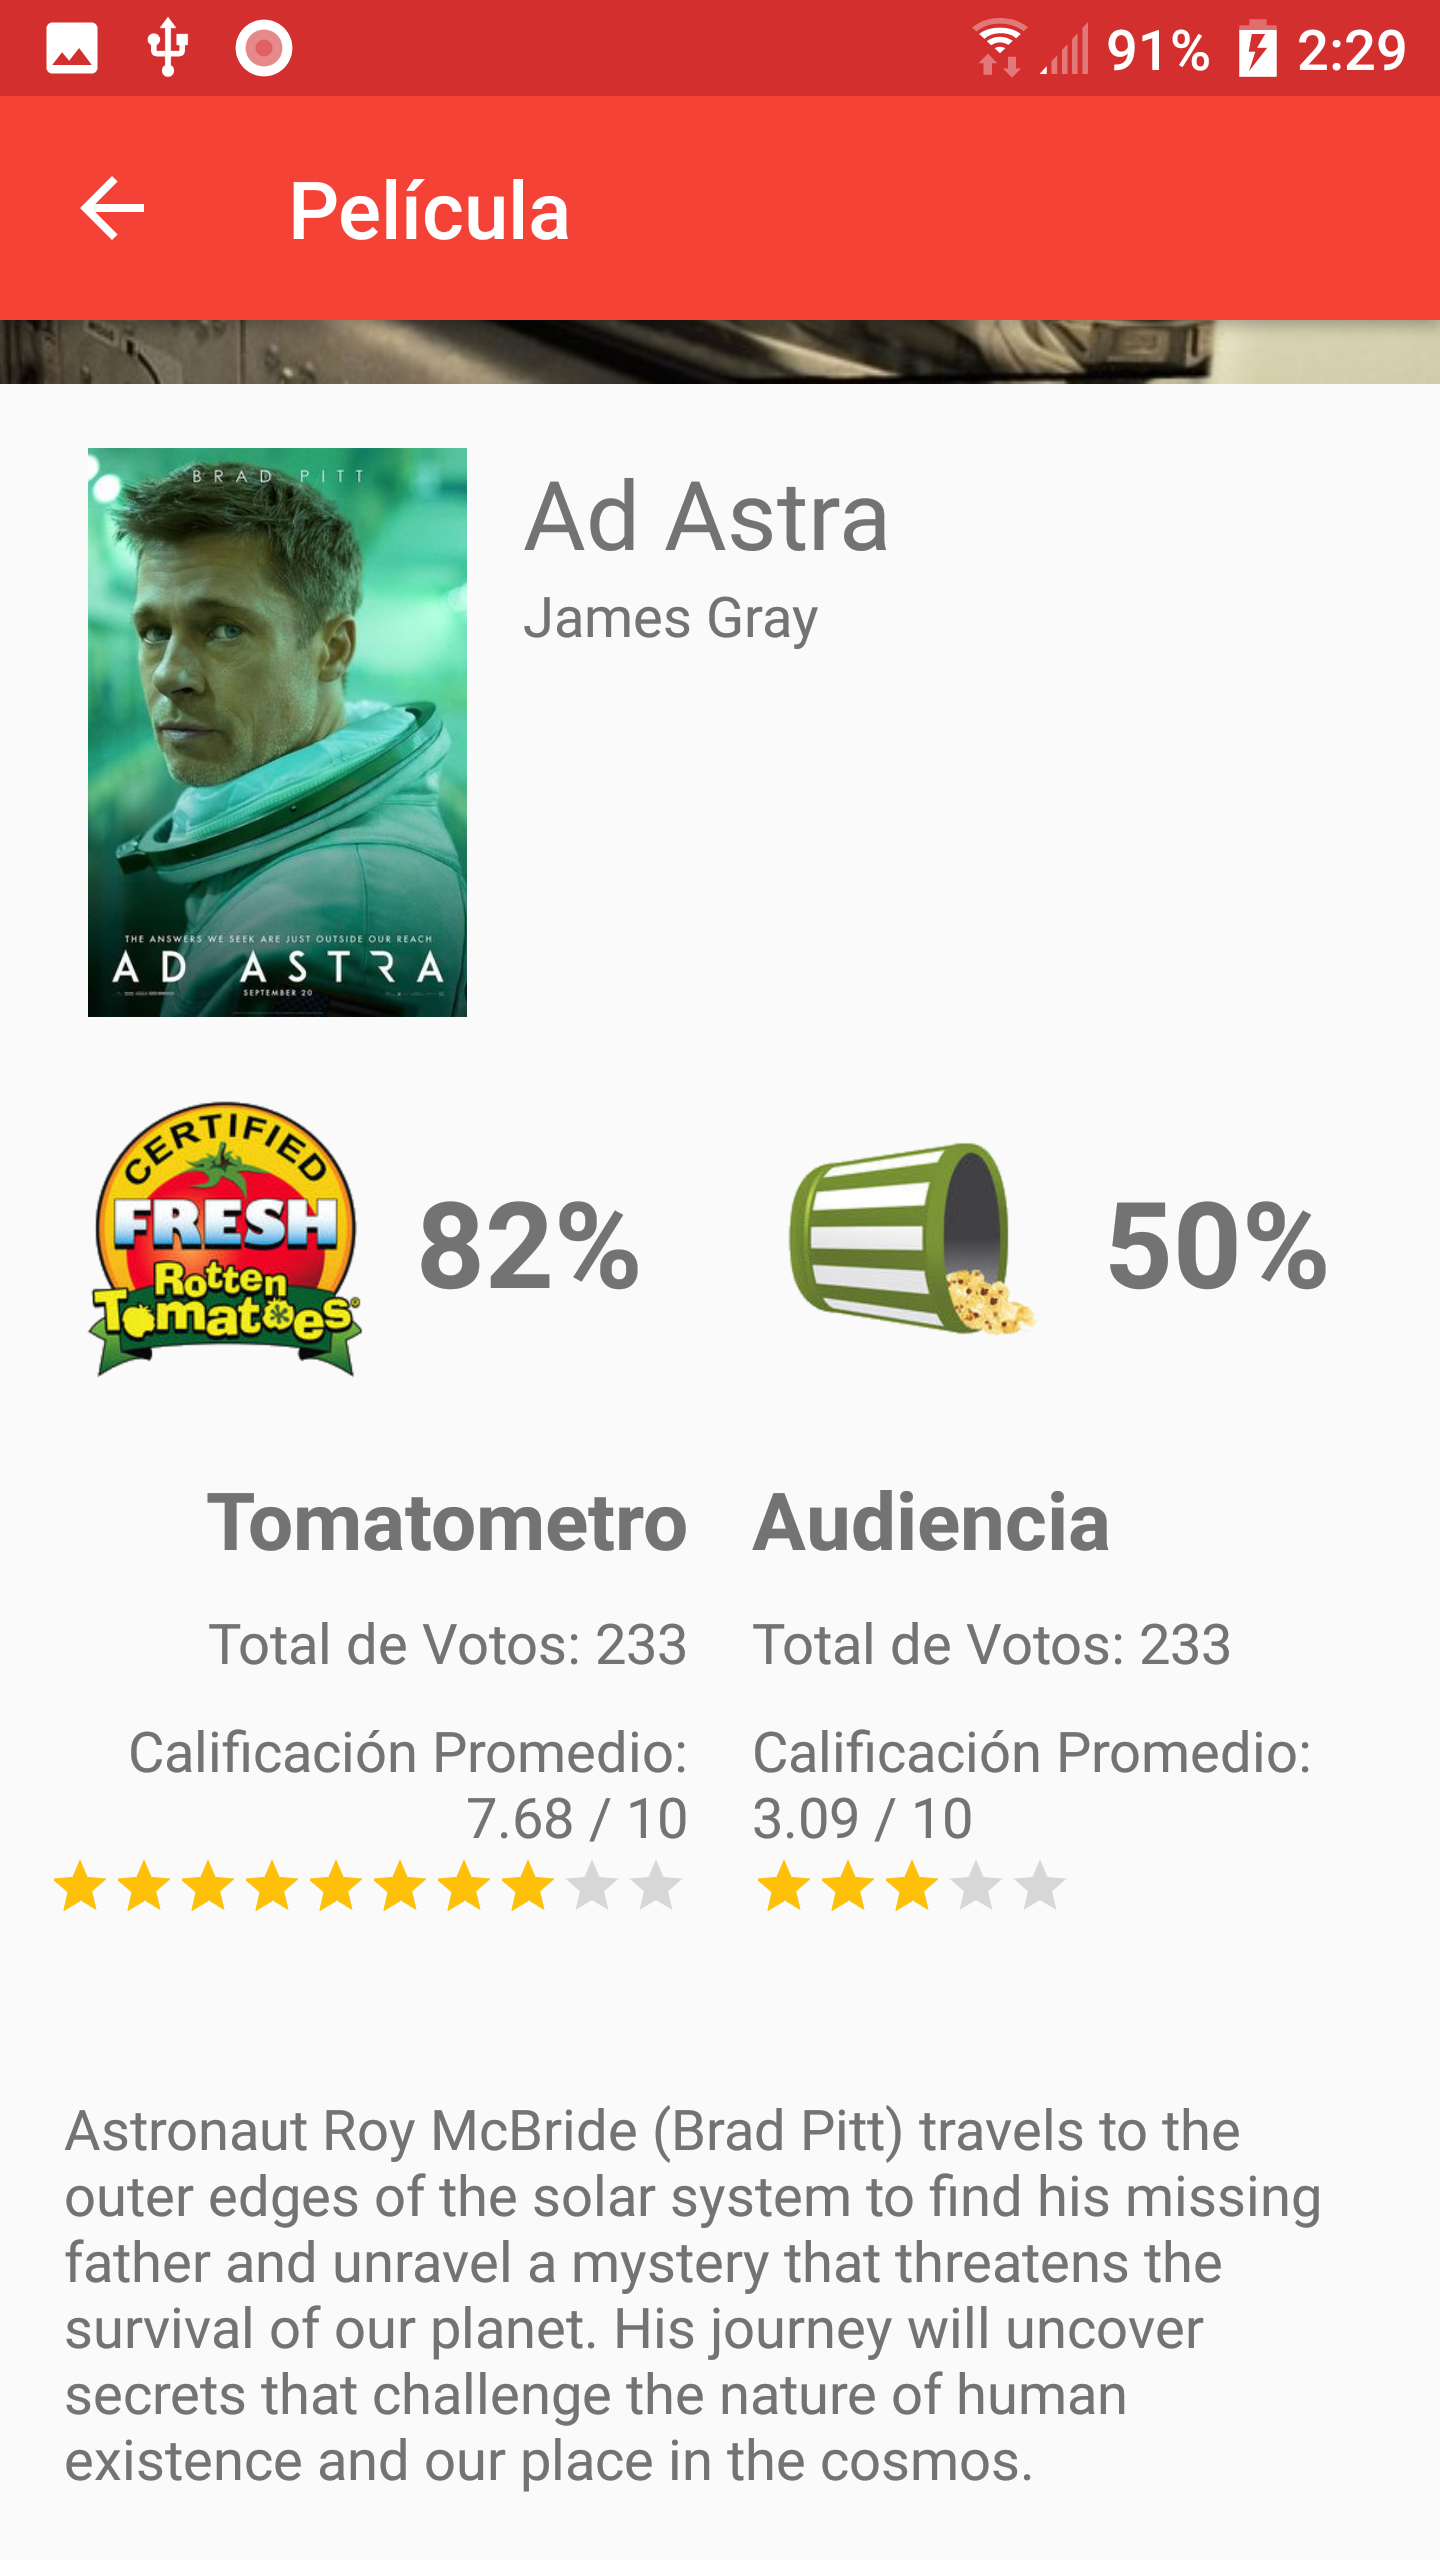 91% 2:29
Película
BRAD PITT
THE ANSWERS WE SEEK ARE JUST OUTSIDE OUR REACH
AD ASTRA
SEPTEMBER 20
Ad Astra
James Gray
CERTIFIED
FRESH
Rotten
Tomatoes®
82%
50%
Tomatometro
Total de Votos: 233
Calificación Promedio:
7.68 / 10
Audiencia
Total de Votos: 233
Calificación Promedio:
3.09 / 10
Astronaut Roy McBride (Brad Pitt) travels to the
outer edges of the solar system to find his missing
father and unravel a mystery that threatens the
survival of our planet. His journey will uncover
secrets that challenge the nature of human
existence and our place in the cosmos.